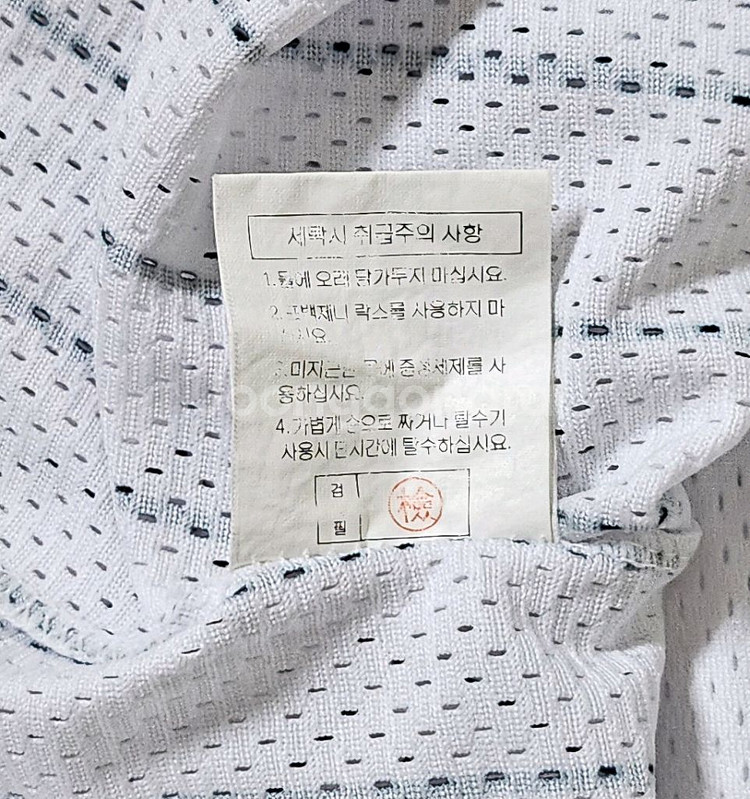 세탁시 취급주의 사항
1.물에 오래 담가두지 마십시요.
2. 락스를 사용하지 마
십시요.
3.미지근한 물에 중성세제를 사
용하십시요.
4.가볍게 손으로 짜거나 탈수기
사용시 단시간에 탈수하십시요.
검
필
檢